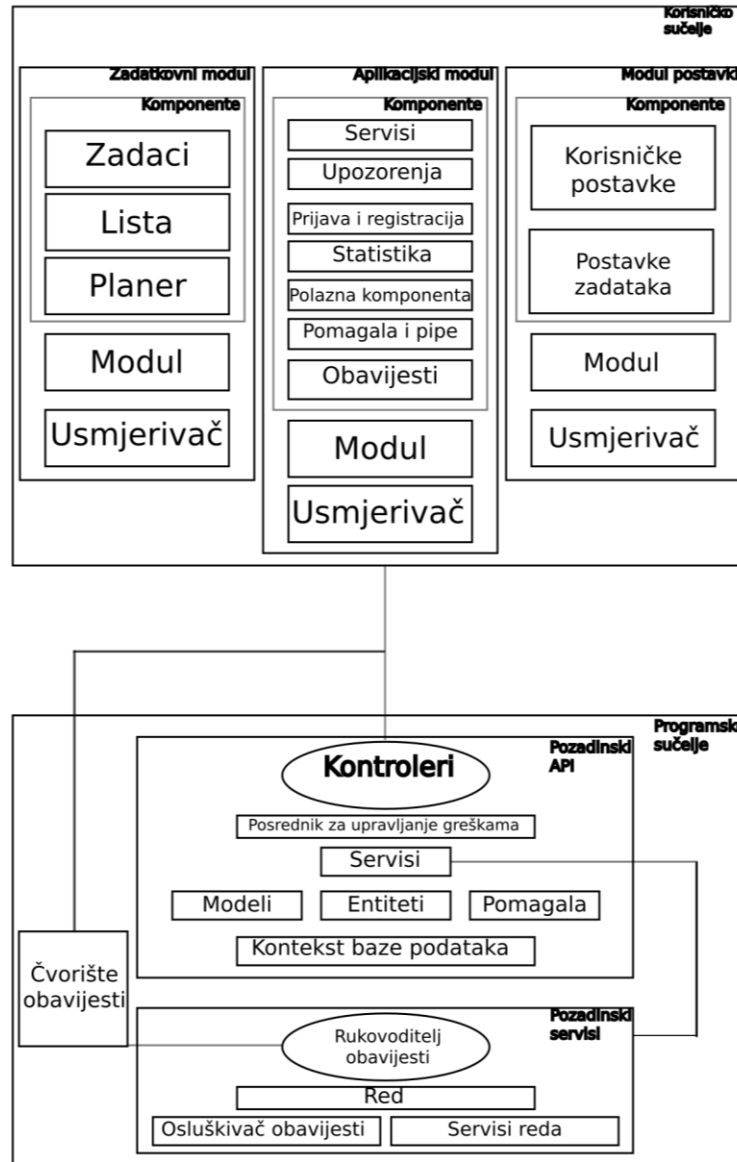 Korisničko
sučelje
Zadatkovni modul
Komponente
Zadaci
Lista
Planer
Modul
Usmjerivač
Aplikacijski modul
Komponente
Servisi
Upozorenja
Prijava i registracija
Statistika
Polazna komponenta
Pomagala i pipe
Obavijesti
Modul
Usmjerivač
Modul postavki
Komponente
Korisničke
postavke
Postavke
zadataka
Modul
Usmjerivač
Programsk
sučelje
Pozadinski
API
Kontroleri
Posrednik za upravljanje greškama
Servisi
Modeli
Entiteti
Pomagala
Kontekst baze podataka
Čvorište
obavijesti
Pozadinski
servisi
Rukovoditelj
obavijesti
Red
Osluškivač obavijesti
Servisi reda